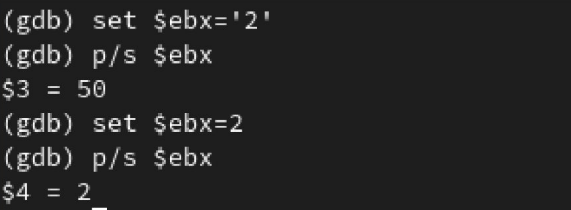 (gdb) set $ebx='2'
(gdb) p/s $ebx
$3 = 50
(gdb) set $ebx=2
(gdb) p/s $ebx
$4 = 2